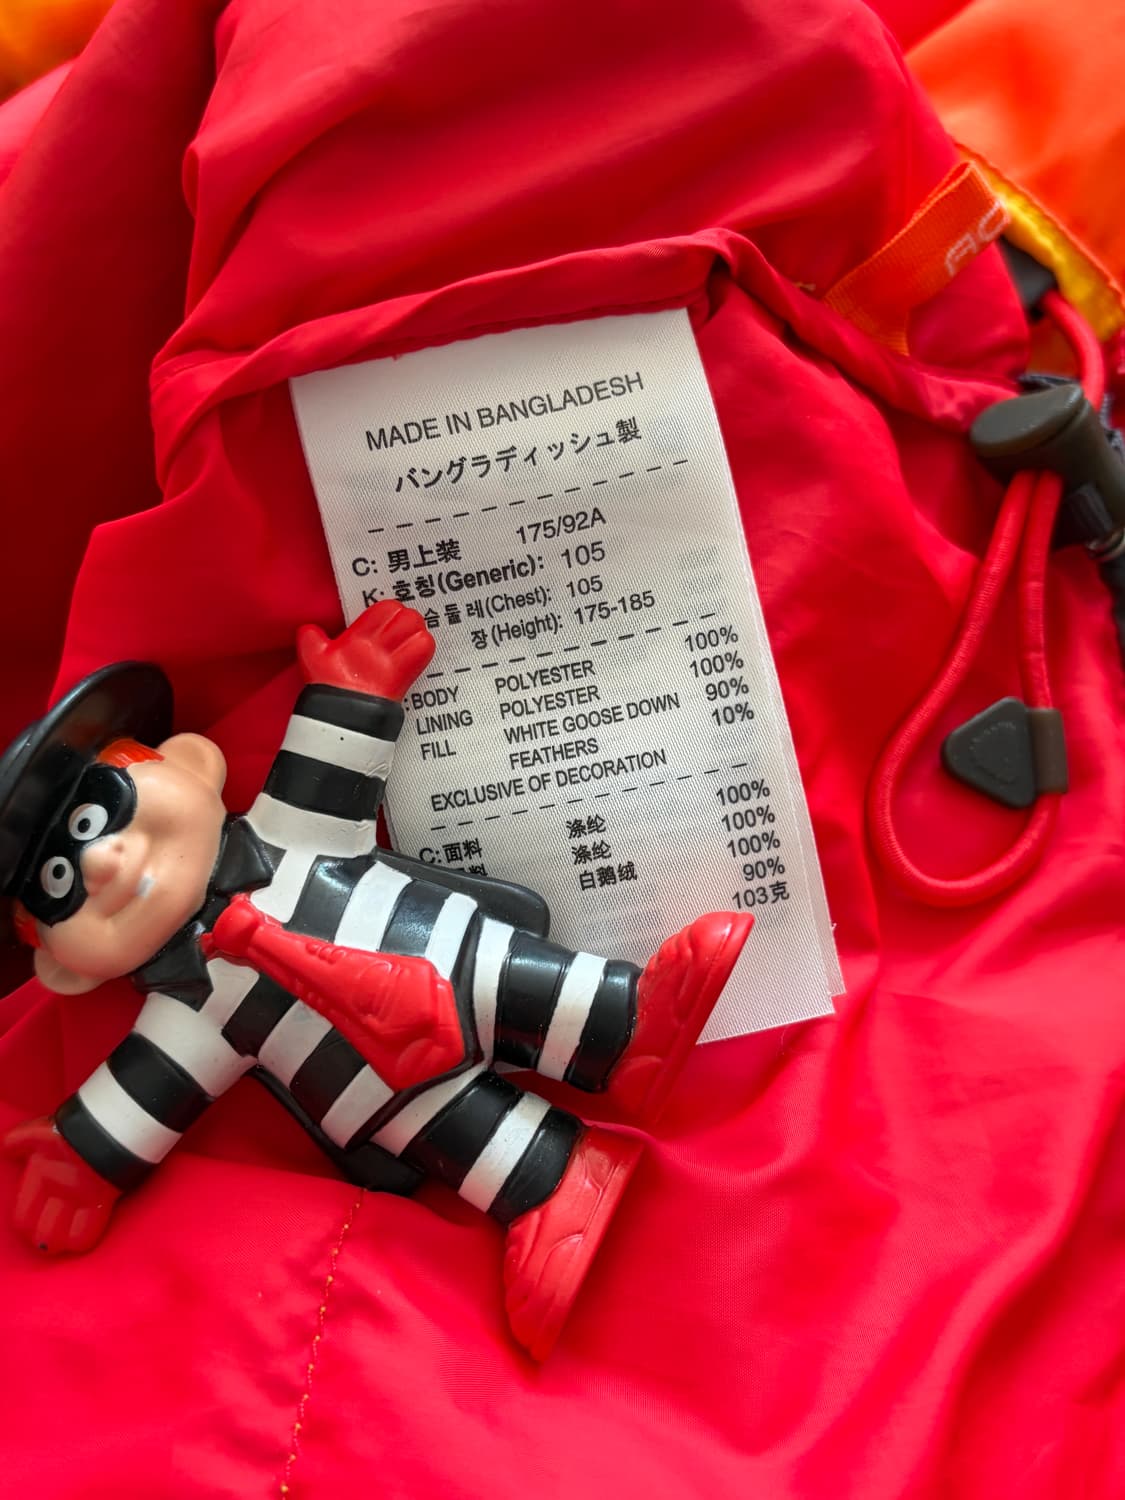 MADE IN BANGLADESH
バングラディッシュ製
C: 男上装 175/92A
K: 호칭(Generic): 105
슴둘레(Chest): 105
장(Height): 175-185
:BODY POLYESTER 100%
LINING POLYESTER 100%
FILL WHITE GOOSE DOWN 90%
FEATHERS 10%
EXCLUSIVE OF DECORATION
C:面料 涤纶 100%
料 涤纶 100%
白鹅绒 100%
90%
103克